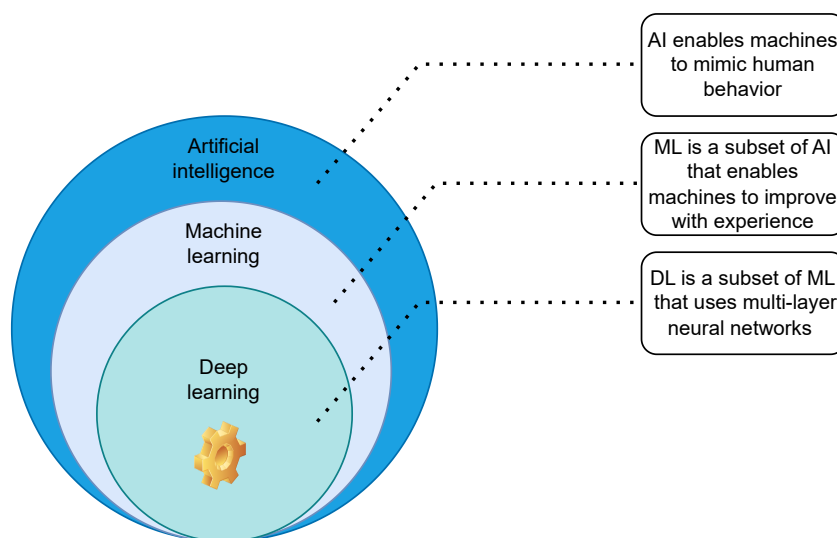 AI enables machines
to mimic human
behavior
Artificial
intelligence
ML is a subset of AI
that enables
machines to improve
with experience
Machine
learning
DL is a subset of ML
that uses multi-layer
neural networks
Deep
learning